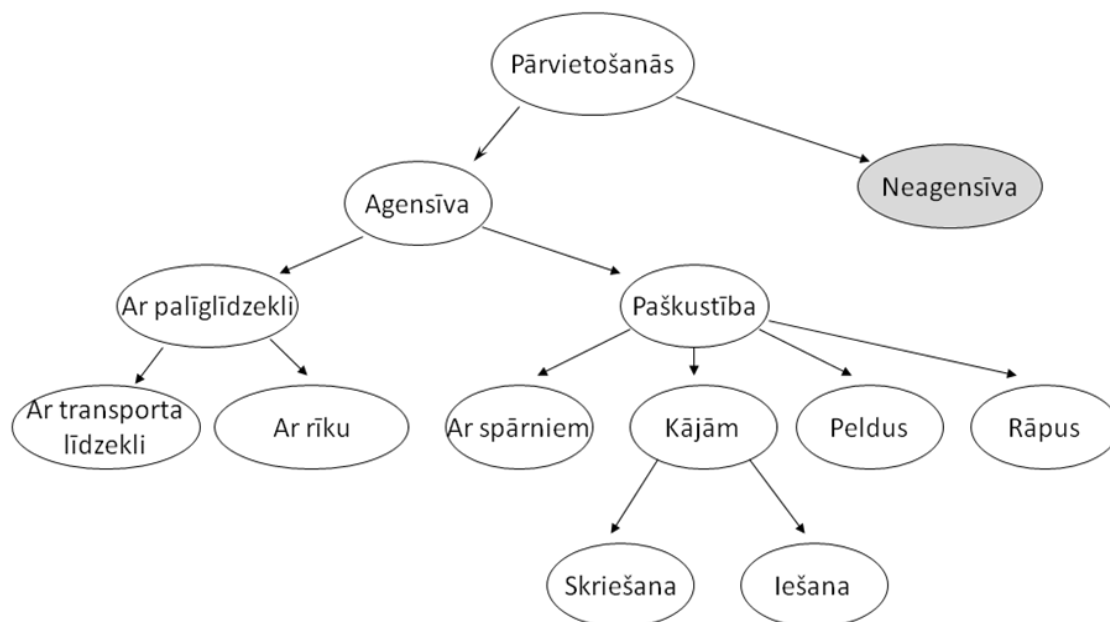 Pārvietošanās
Agensīva
Neagensīva
Ar palīglīdzekli
Paškustība
Ar transporta
līdzekli
Ar rīku
Ar spārniem
Kājām
Peldus
Rāpus
Skriešana
Iešana